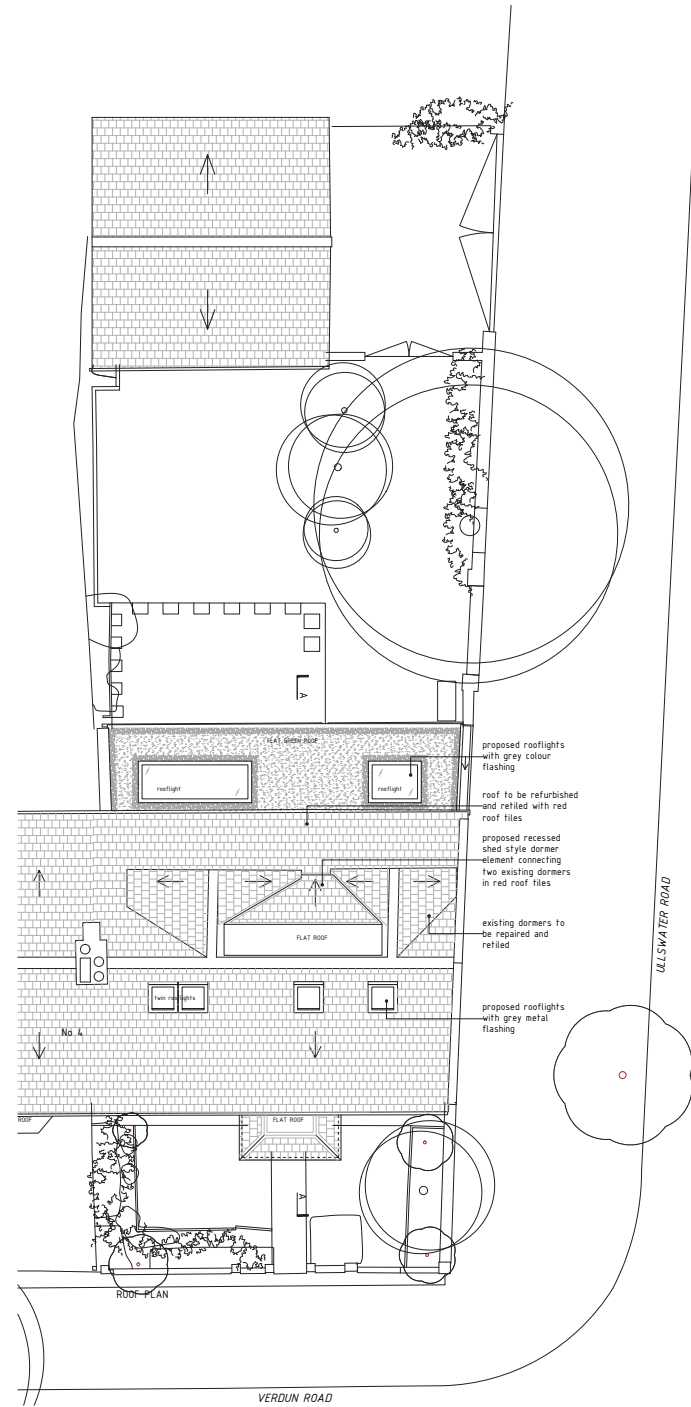 FLAT GREEN ROOF
rooflight
rooflight
proposed rooflights
with grey colour
flashing
roof to be refurbished
and retiled with red
roof tiles
proposed recessed
shed style dormer
element connecting
two existing dormers
in red roof tiles
existing dormers to
be repaired and
retiled
FLAT ROOF
twin rooflights
proposed rooflights
with grey metal
flashing
No 4
ROOF
FLAT ROOF
A
A
ULLSWATER ROAD
ROOF PLAN
VERDUN ROAD